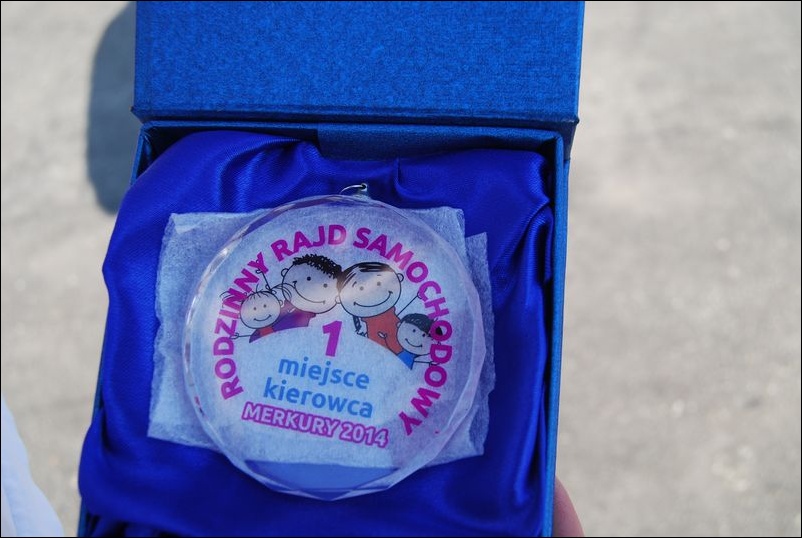 RODZINNY RAJD SAMOCHODOWY
1
miejsce
kierowca
MERKURY 2014